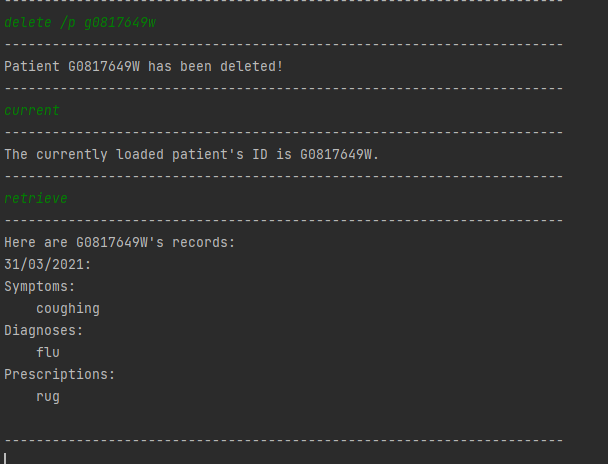 ----------------------------------------------------------------------
delete /p g0817649w
----------------------------------------------------------------------
Patient G0817649W has been deleted!
----------------------------------------------------------------------
current
----------------------------------------------------------------------
The currently loaded patient's ID is G0817649W.
----------------------------------------------------------------------
retrieve
----------------------------------------------------------------------
Here are G0817649W's records:
31/03/2021:
Symptoms:
    coughing
Diagnoses:
    flu
Prescriptions:
    rug
----------------------------------------------------------------------